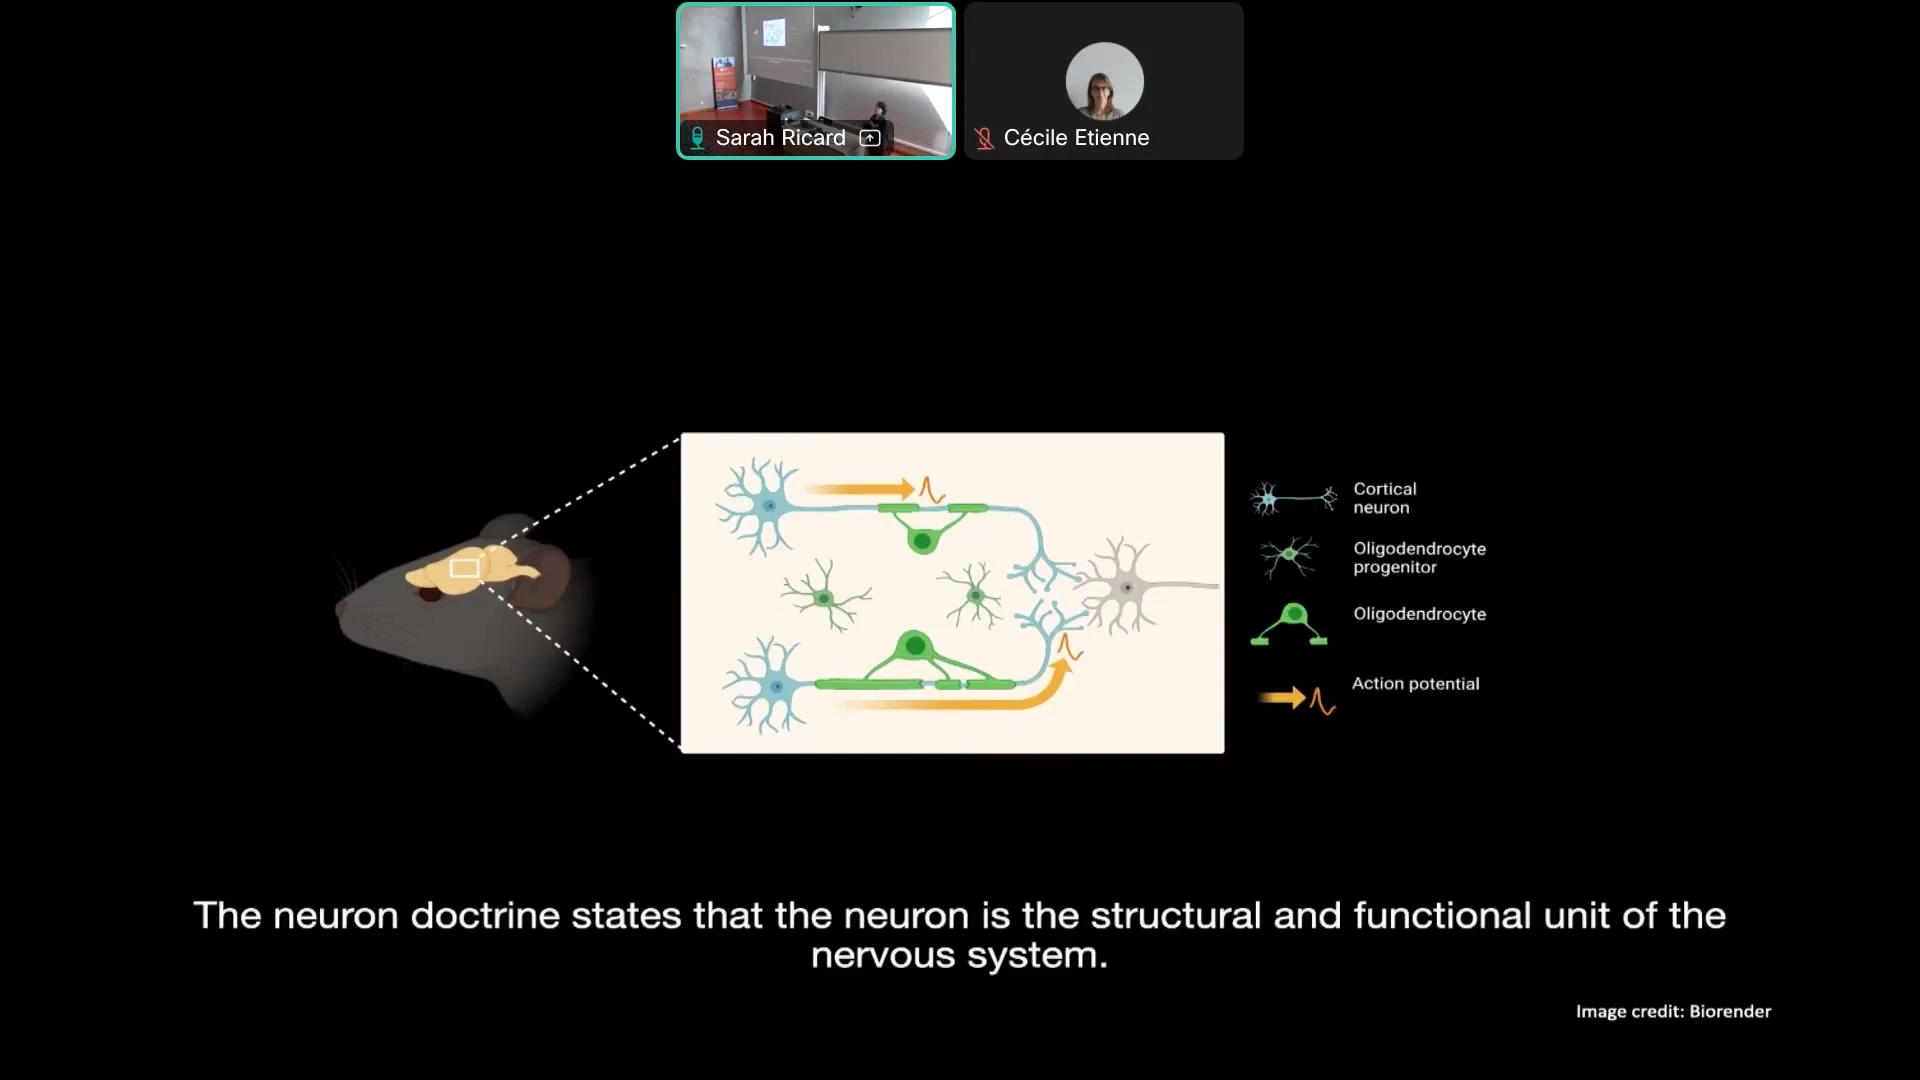 Sarah Ricard
Cécile Etienne
Cortical
neuron
Oligodendrocyte
progenitor
Oligodendrocyte
Action potential
The neuron doctrine states that the neuron is the structural and functional unit of the
nervous system.
Image credit: Biorender